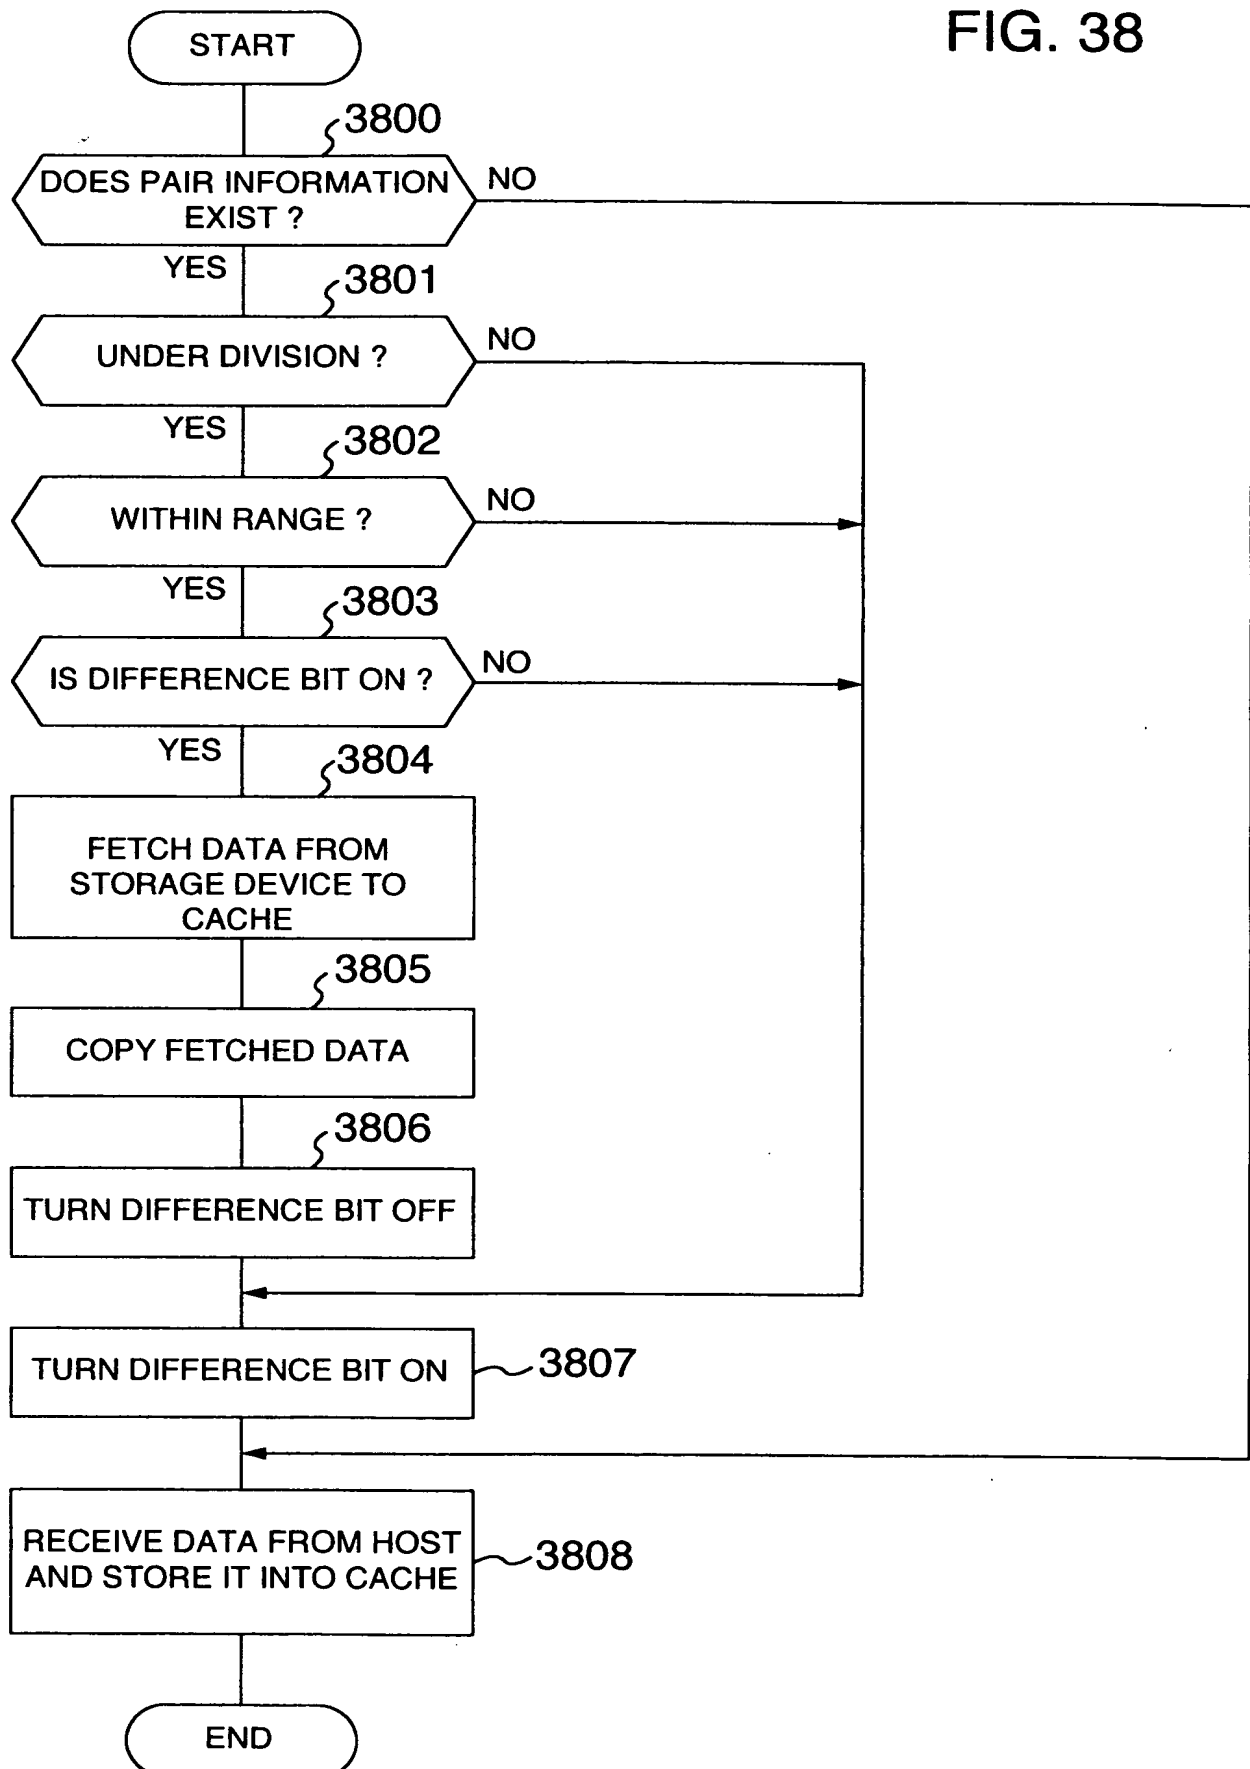 FIG. 38
START
3800
DOES PAIR INFORMATION
EXIST ?
NO
YES
3801
UNDER DIVISION ?
NO
YES
3802
WITHIN RANGE ?
NO
YES
3803
IS DIFFERENCE BIT ON ?
NO
YES
3804
FETCH DATA FROM
STORAGE DEVICE TO
CACHE
3805
COPY FETCHED DATA
3806
TURN DIFFERENCE BIT OFF
TURN DIFFERENCE BIT ON
3807
RECEIVE DATA FROM HOST
AND STORE IT INTO CACHE
3808
END